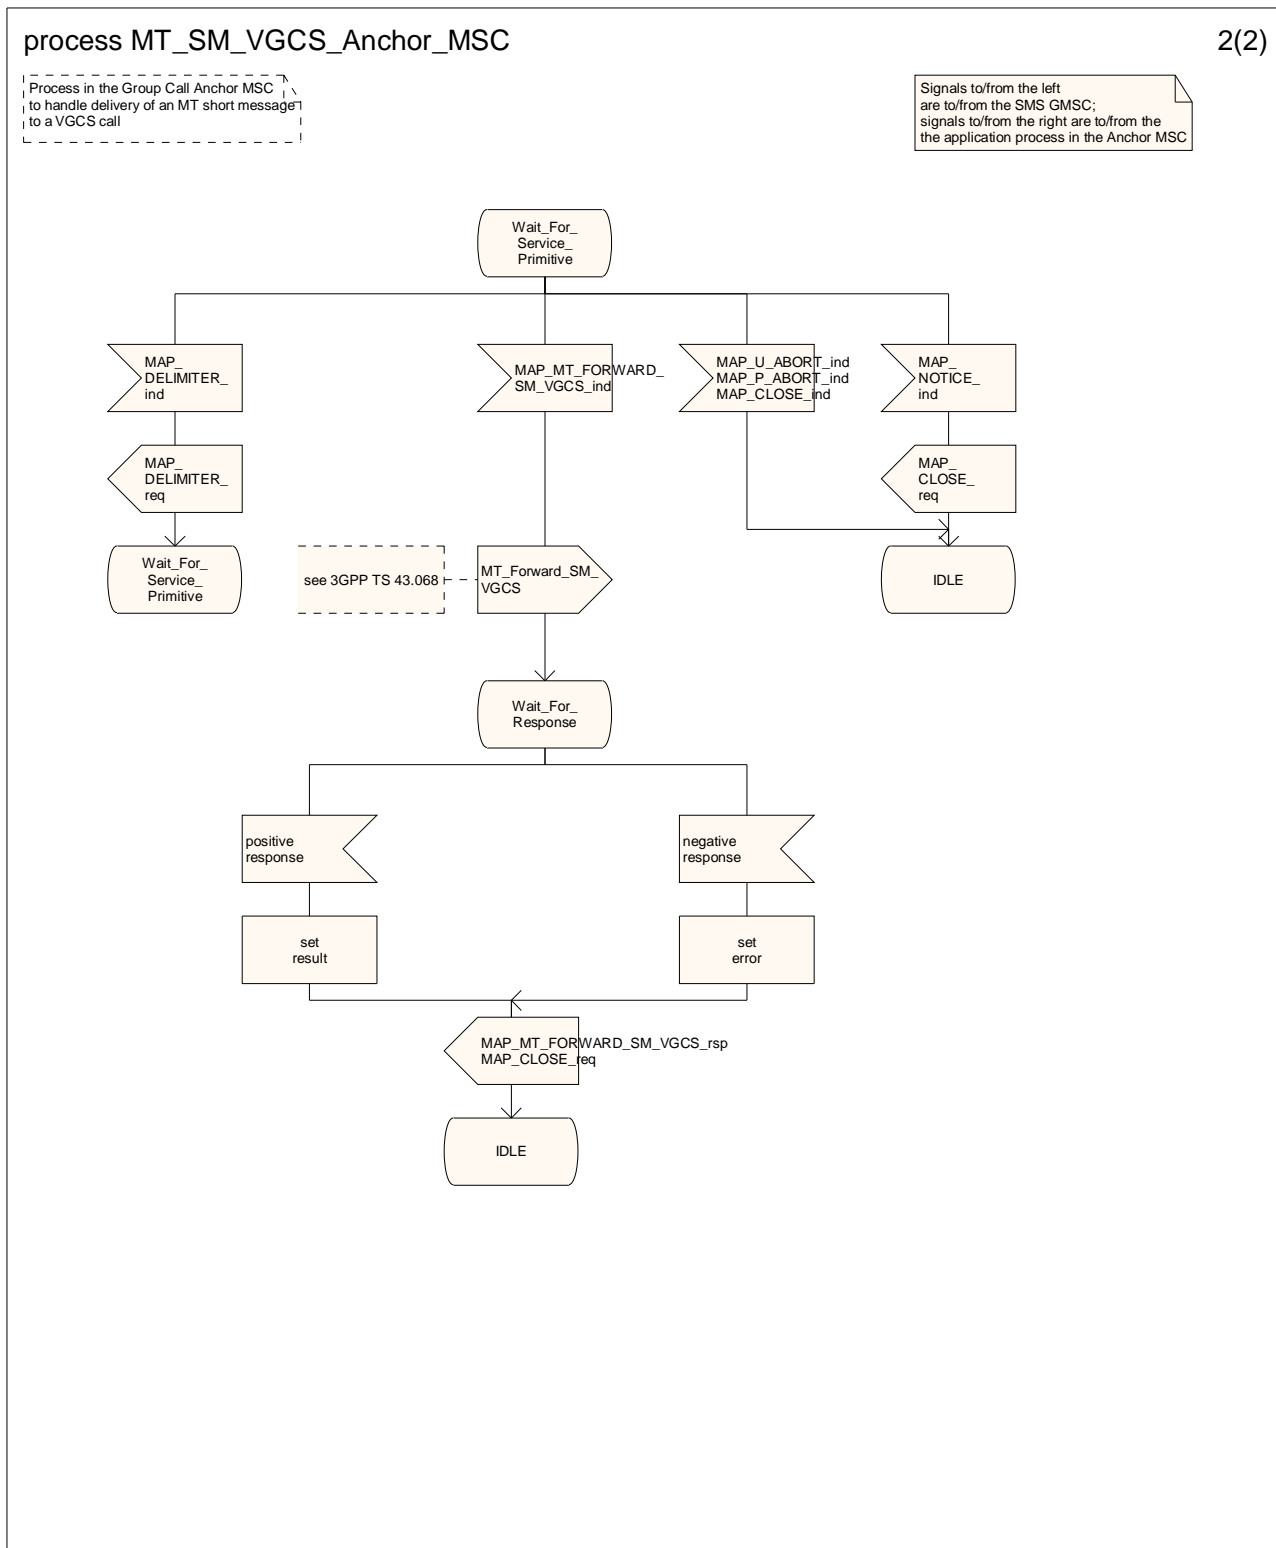 process MT_SM_VGCS_Anchor_MSC
2(2)
Process in the Group Call Anchor MSC
to handle delivery of an MT short message
to a VGCS call
Signals to/from the left
are to/from the SMS GMSC;
signals to/from the right are to/from the
the application process in the Anchor MSC
Wait_For_
Service_
Primitive
MAP_
DELIMITER_
ind
MAP_MT_FORWARD_
SM_VGCS_ind
MAP_U_ABORT_ind
MAP_P_ABORT_ind
MAP_CLOSE_ind
MAP_
NOTICE_
ind
MAP_
DELIMITER_
req
MAP_
CLOSE_
req
Wait_For_
Service_
Primitive
see 3GPP TS 43.068
MT_Forward_SM_
VGCS
IDLE
Wait_For_
Response
positive
response
negative
response
set
result
set
error
MAP_MT_FORWARD_SM_VGCS_rsp
MAP_CLOSE_req
IDLE